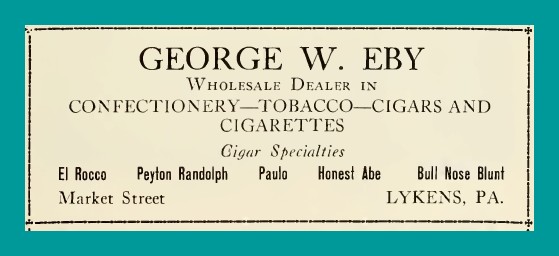 GEORGE W. EBY
WHOLESALE DEALER IN
CONFECTIONERY—TOBACCO—CIGARS AND
CIGARETTES
Cigar Specialties
El Rocco Peyton Randolph Paulo Honest Abe Bull Nose Blunt
Market Street LYKENS, PA.